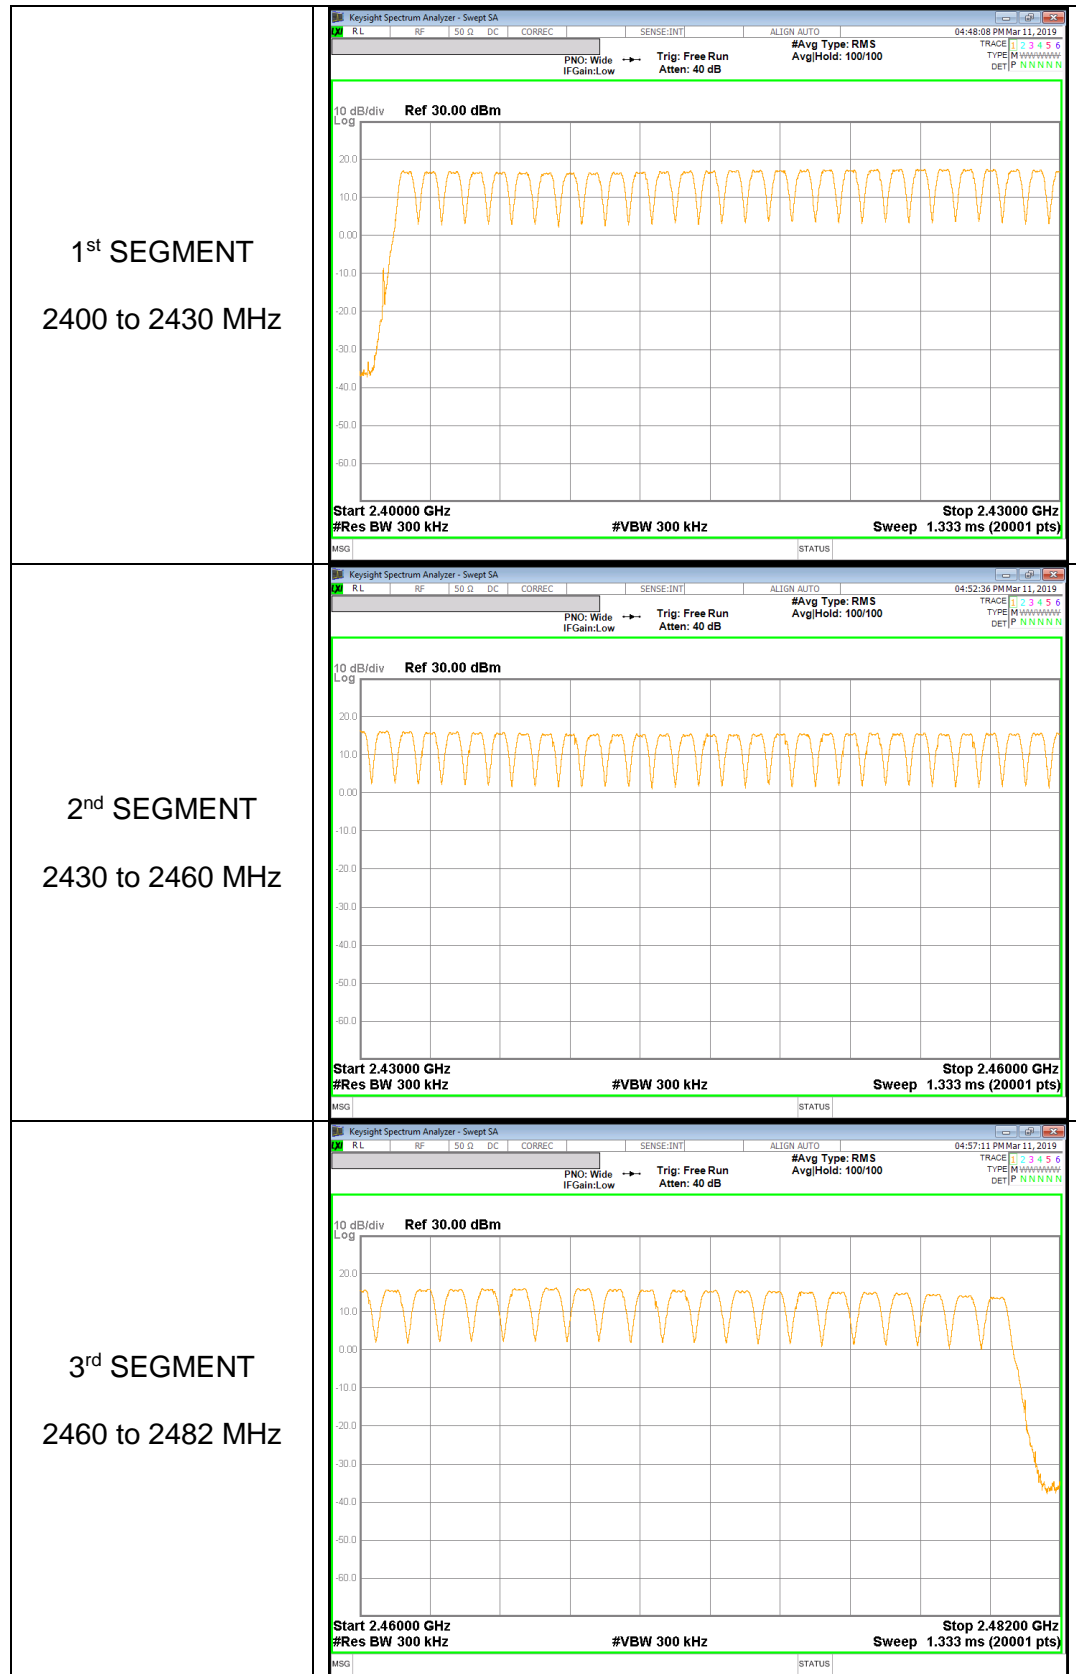 1st SEGMENT
2400 to 2430 MHz
Keysight Spectrum Analyzer - Swept SA
LXI RL RF 50 Ω DC CORREC SENSE:INT ALIGN AUTO 04:48:08 PM Mar 11, 2019
#Avg Type: RMS TRACE 1 2 3 4 5 6
PNO: Wide Trig: Free Run Avg|Hold: 100/100 TYPE M WWWWW
IFGain:Low Atten: 40 dB DET P N N N N N
10 dB/div Ref 30.00 dBm
Log
20.0
10.0
0.00
-10.0
-20.0
-30.0
-40.0
-50.0
-60.0
Start 2.40000 GHz Stop 2.43000 GHz
#Res BW 300 kHz #VBW 300 kHz Sweep 1.333 ms (20001 pts)
MSG STATUS
2nd SEGMENT
2430 to 2460 MHz
Keysight Spectrum Analyzer - Swept SA
LXI RL RF 50 Ω DC CORREC SENSE:INT ALIGN AUTO 04:52:36 PM Mar 11, 2019
#Avg Type: RMS TRACE 1 2 3 4 5 6
PNO: Wide Trig: Free Run Avg|Hold: 100/100 TYPE M WWWWW
IFGain:Low Atten: 40 dB DET P N N N N N
10 dB/div Ref 30.00 dBm
Log
20.0
10.0
0.00
-10.0
-20.0
-30.0
-40.0
-50.0
-60.0
Start 2.43000 GHz Stop 2.46000 GHz
#Res BW 300 kHz #VBW 300 kHz Sweep 1.333 ms (20001 pts)
MSG STATUS
3rd SEGMENT
2460 to 2482 MHz
Keysight Spectrum Analyzer - Swept SA
LXI RL RF 50 Ω DC CORREC SENSE:INT ALIGN AUTO 04:57:11 PM Mar 11, 2019
#Avg Type: RMS TRACE 1 2 3 4 5 6
PNO: Wide Trig: Free Run Avg|Hold: 100/100 TYPE M WWWWW
IFGain:Low Atten: 40 dB DET P N N N N N
10 dB/div Ref 30.00 dBm
Log
20.0
10.0
0.00
-10.0
-20.0
-30.0
-40.0
-50.0
-60.0
Start 2.46000 GHz Stop 2.48200 GHz
#Res BW 300 kHz #VBW 300 kHz Sweep 1.333 ms (20001 pts)
MSG STATUS